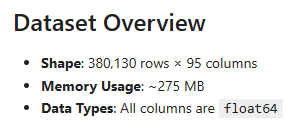 Dataset Overview
• Shape: 380,130 rows × 95 columns
• Memory Usage: ~275 MB
• Data Types: All columns are float64